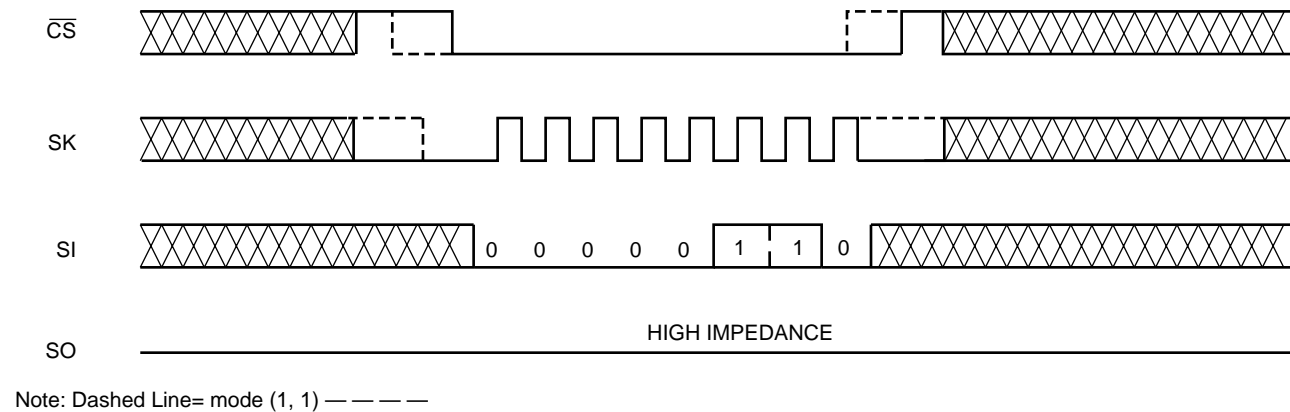 CS
SK
SI 0 0 0 0 0 1 1 0
HIGH IMPEDANCE
SO
Note: Dashed Line= mode (1, 1) — — — —